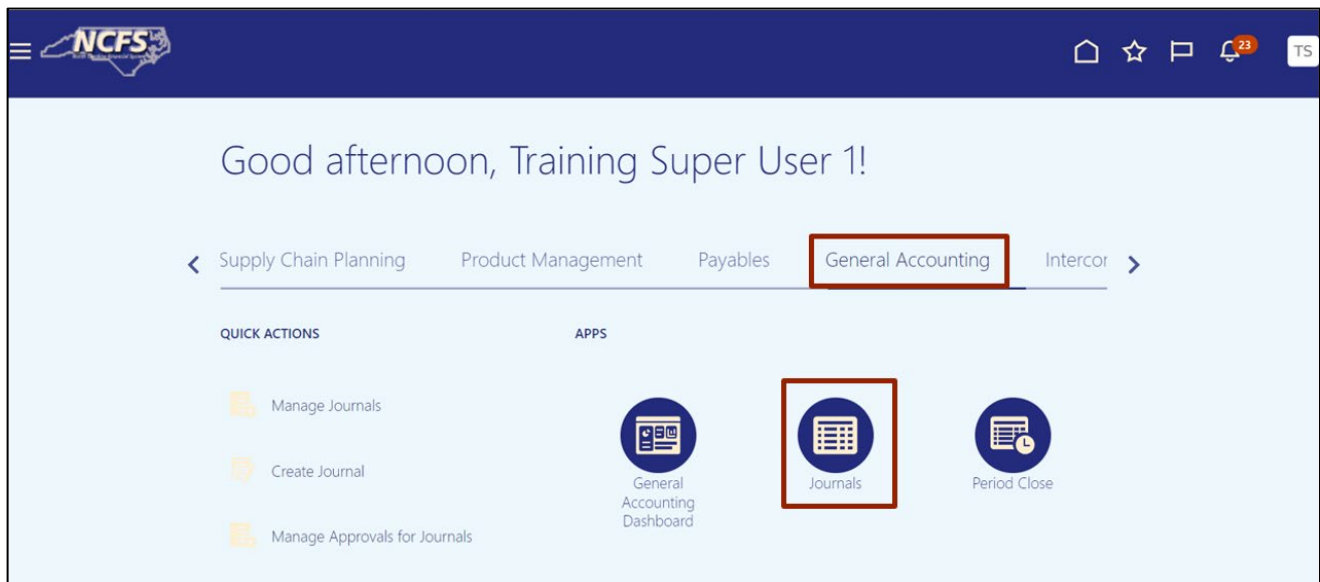 NCFS
23
TS
Good afternoon, Training Super User 1!
Supply Chain Planning Product Management Payables General Accounting Intercor
QUICK ACTIONS
APPS
Manage Journals
Create Journal
Manage Approvals for Journals
General
Accounting
Dashboard
Journals
Period Close